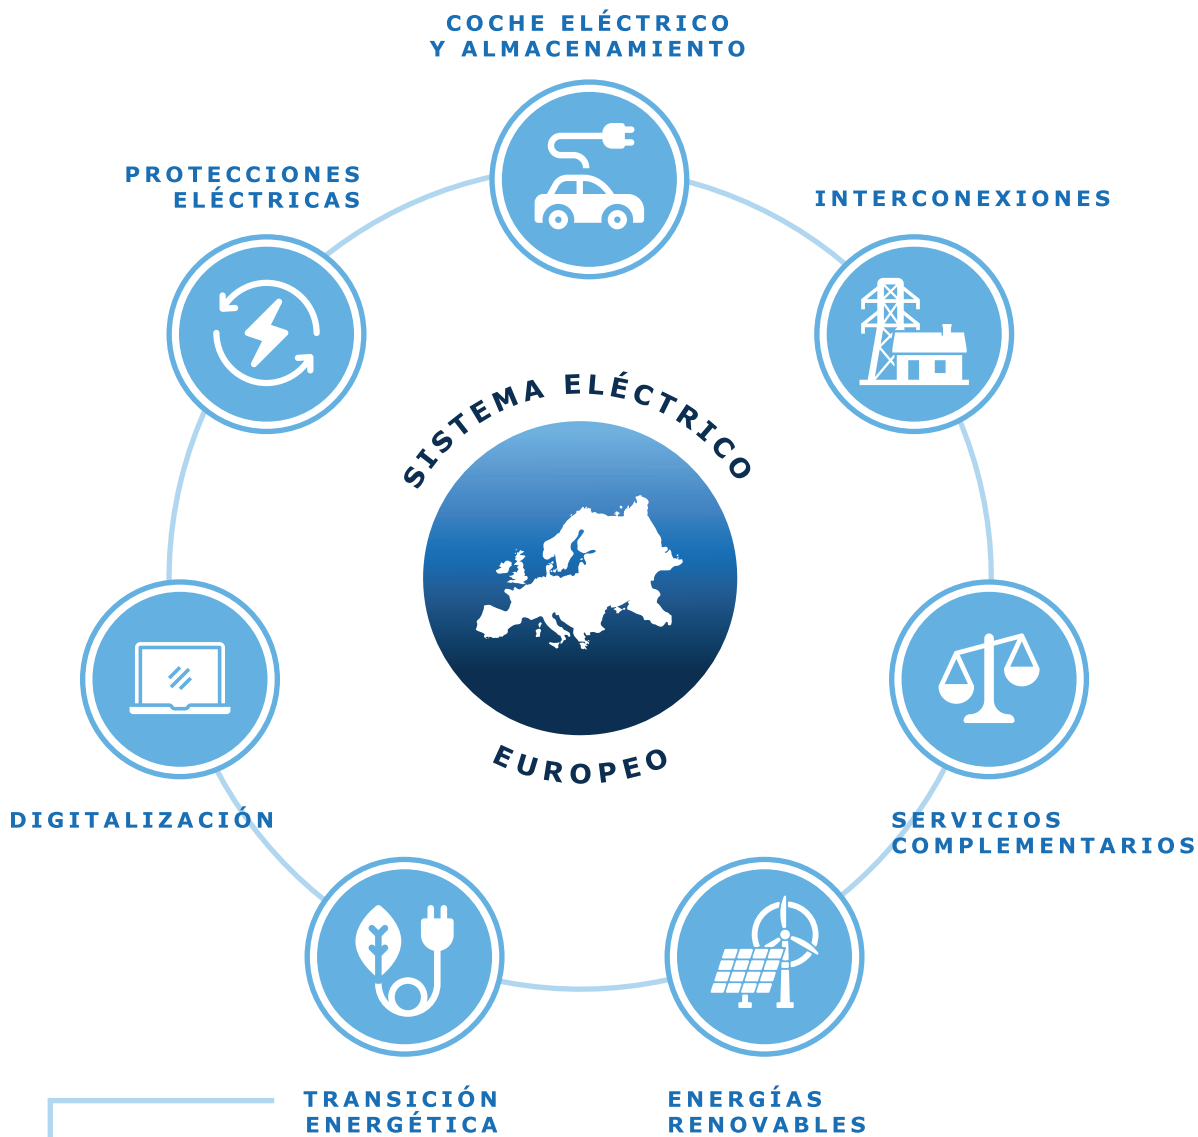 COCHE ELÉCTRICO
Y ALMACENAMIENTO
PROTECCIONES
ELÉCTRICAS
INTERCONEXIONES
SISTEMA ELÉCTRICO
EUROPEO
DIGITALIZACIÓN
SERVICIOS
COMPLEMENTARIOS
TRANSICIÓN
ENERGÉTICA
ENERGÍAS
RENOVABLES